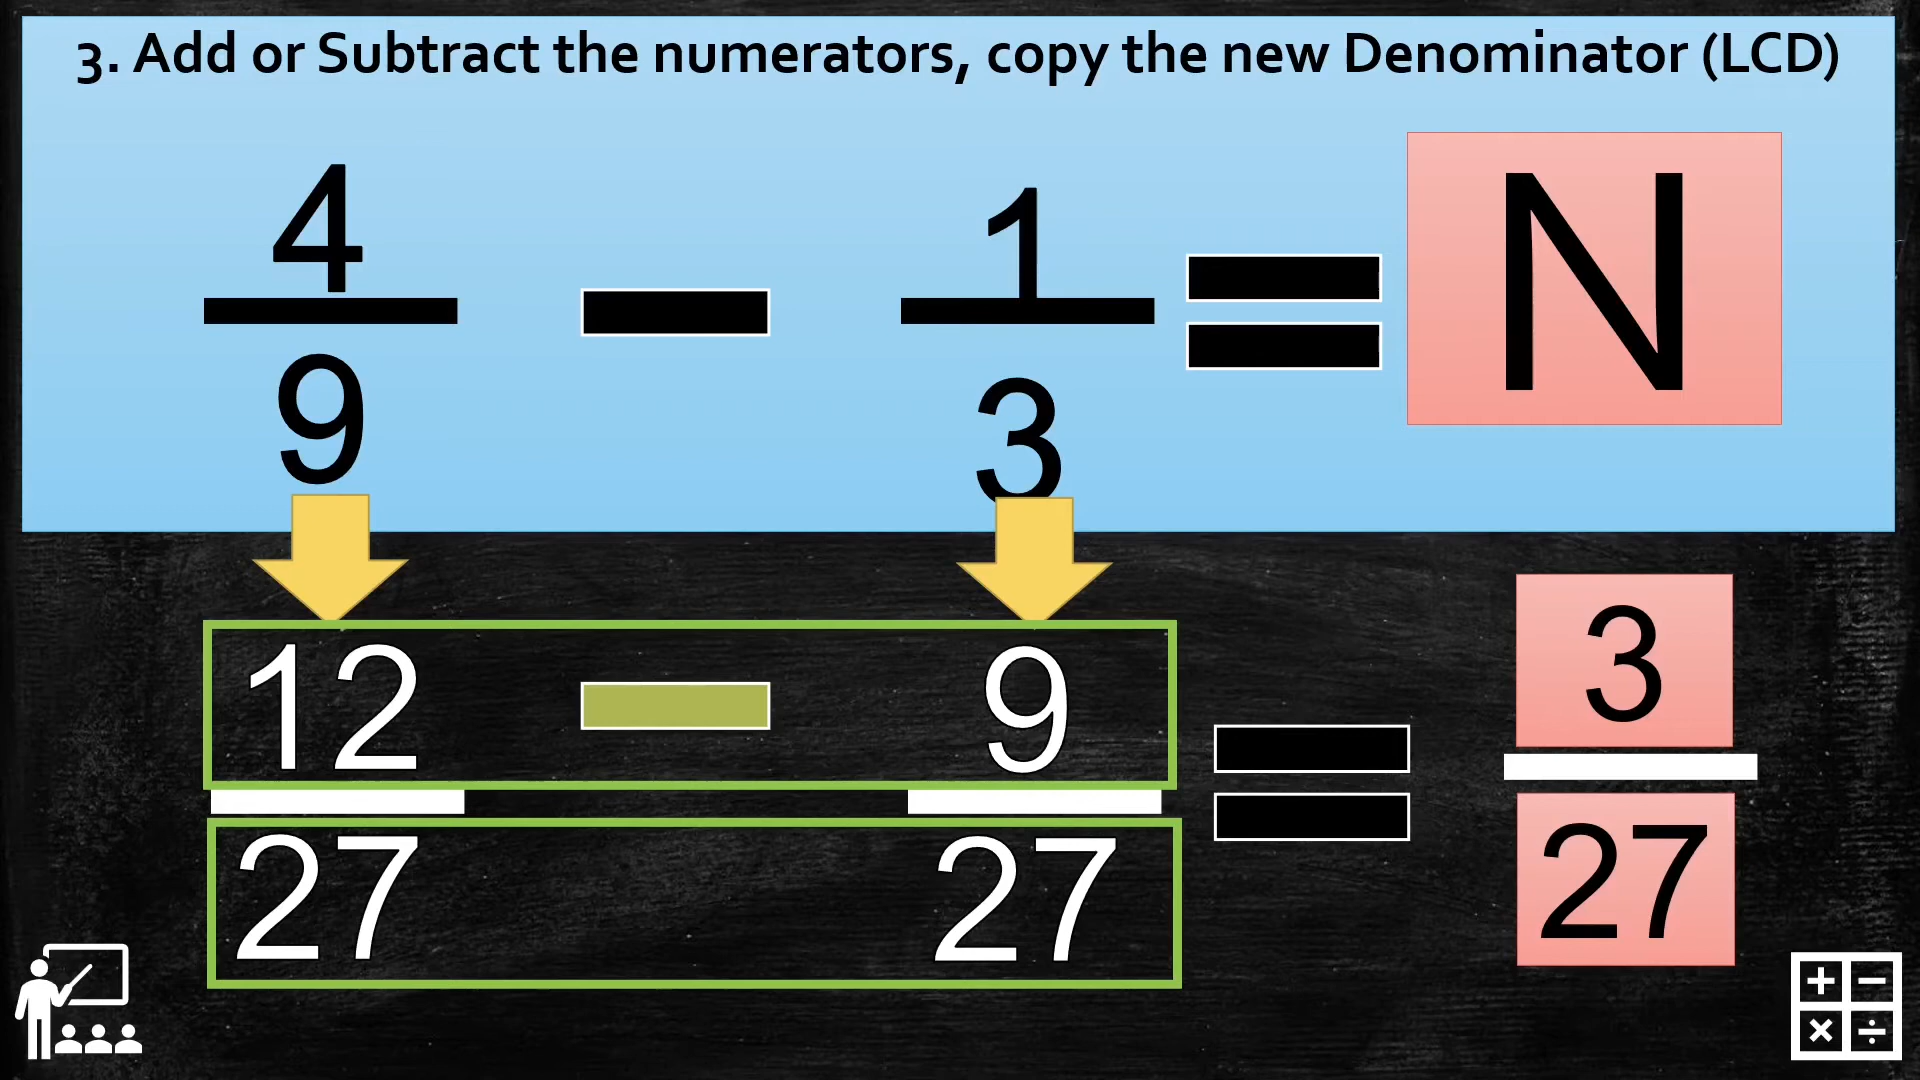 3. Add or Subtract the numerators, copy the new Denominator (LCD)
4 1
— = N
9 3
12 — 9 = 3
27 27 27
+ −
× ÷